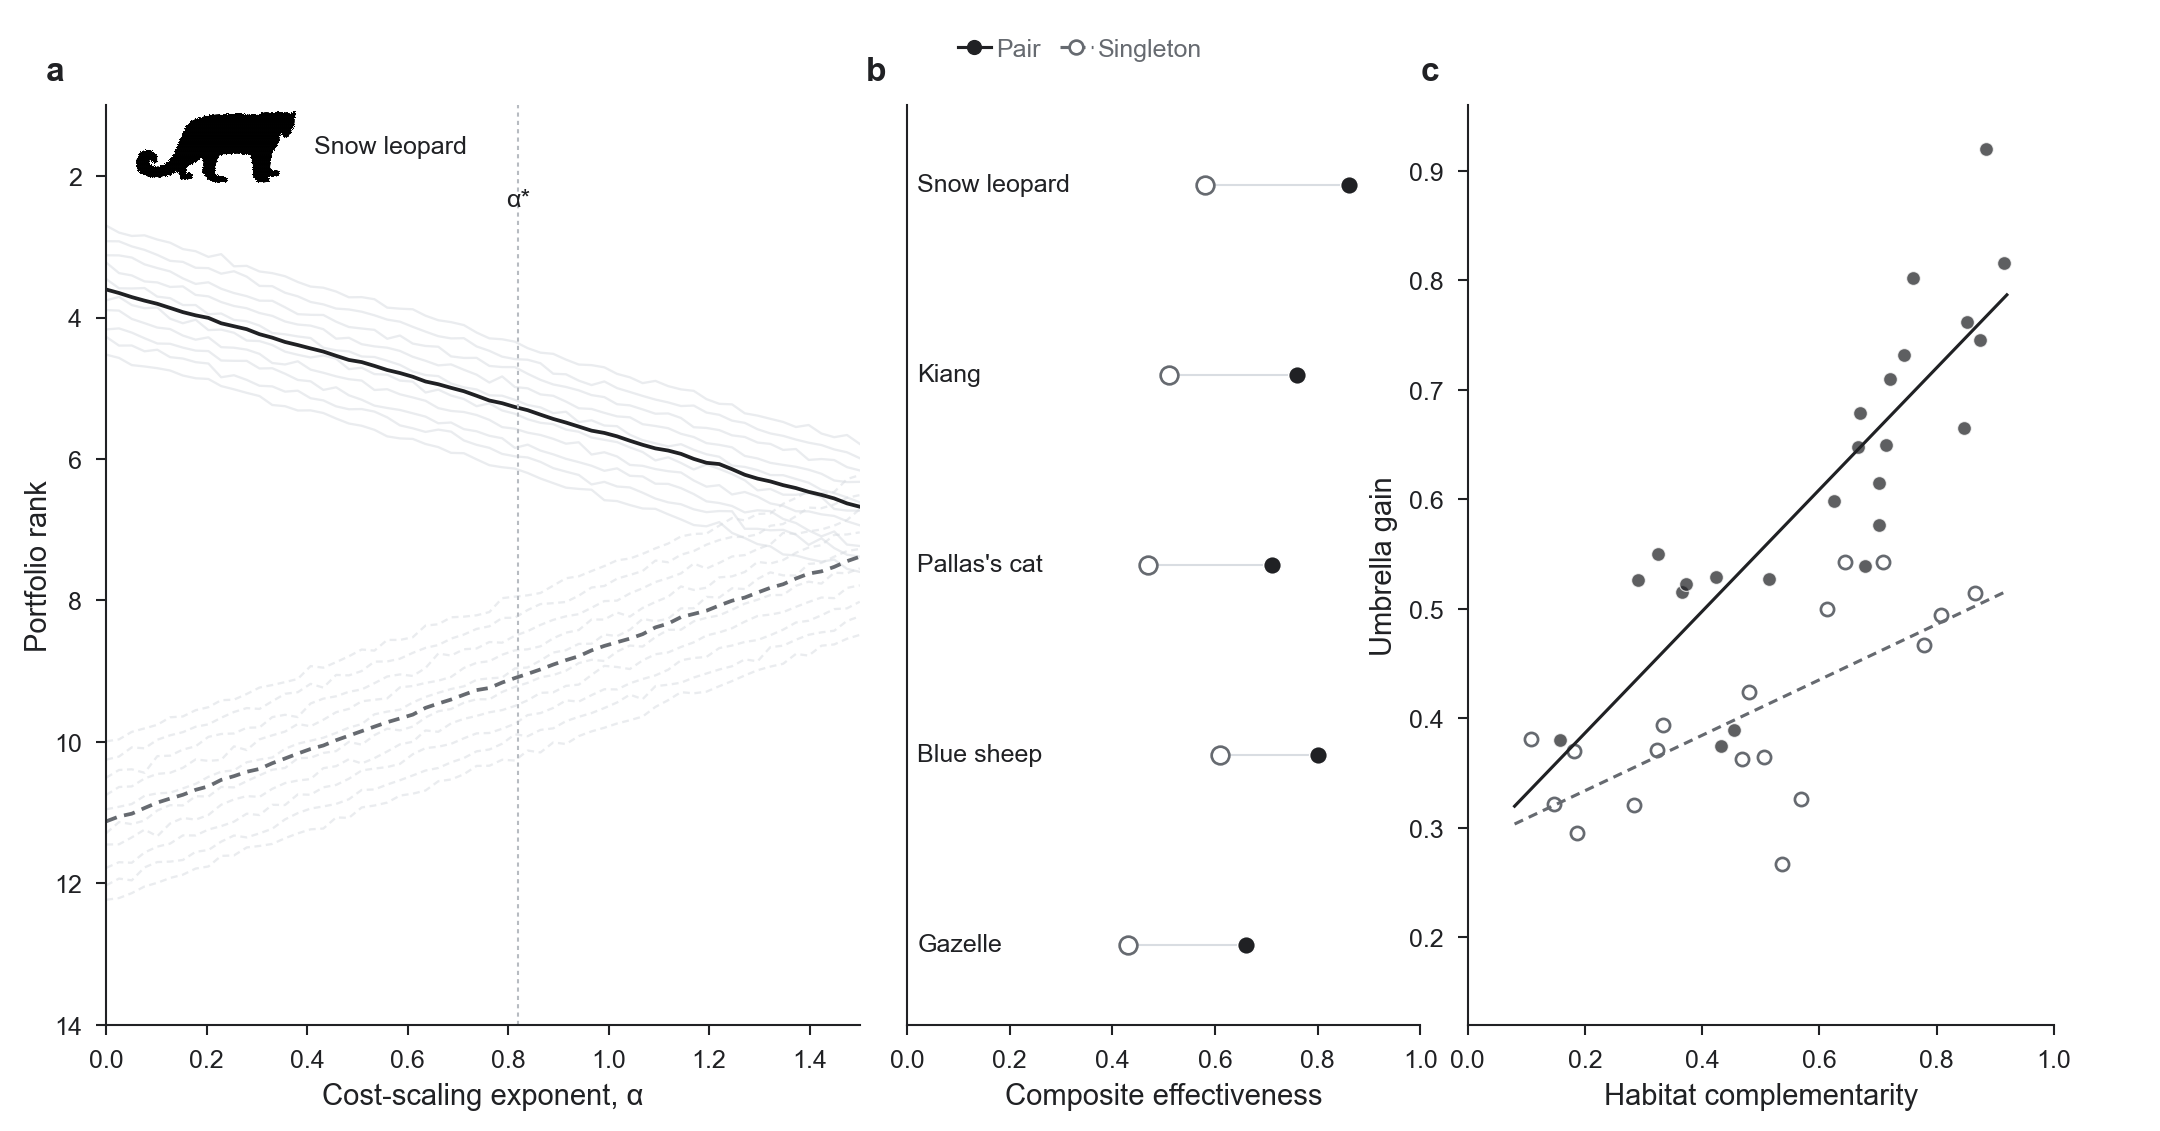 Pair Singleton
a
Snow leopard
α*
2
4
6
8
10
12
14
Portfolio rank
0.0 0.2 0.4 0.6 0.8 1.0 1.2 1.4
Cost-scaling exponent, α
b
Snow leopard
Kiang
Pallas's cat
Blue sheep
Gazelle
0.0 0.2 0.4 0.6 0.8 1.0
Composite effectiveness
c
0.9
0.8
0.7
0.6
0.5
0.4
0.3
0.2
Umbrella gain
0.0 0.2 0.4 0.6 0.8 1.0
Habitat complementarity